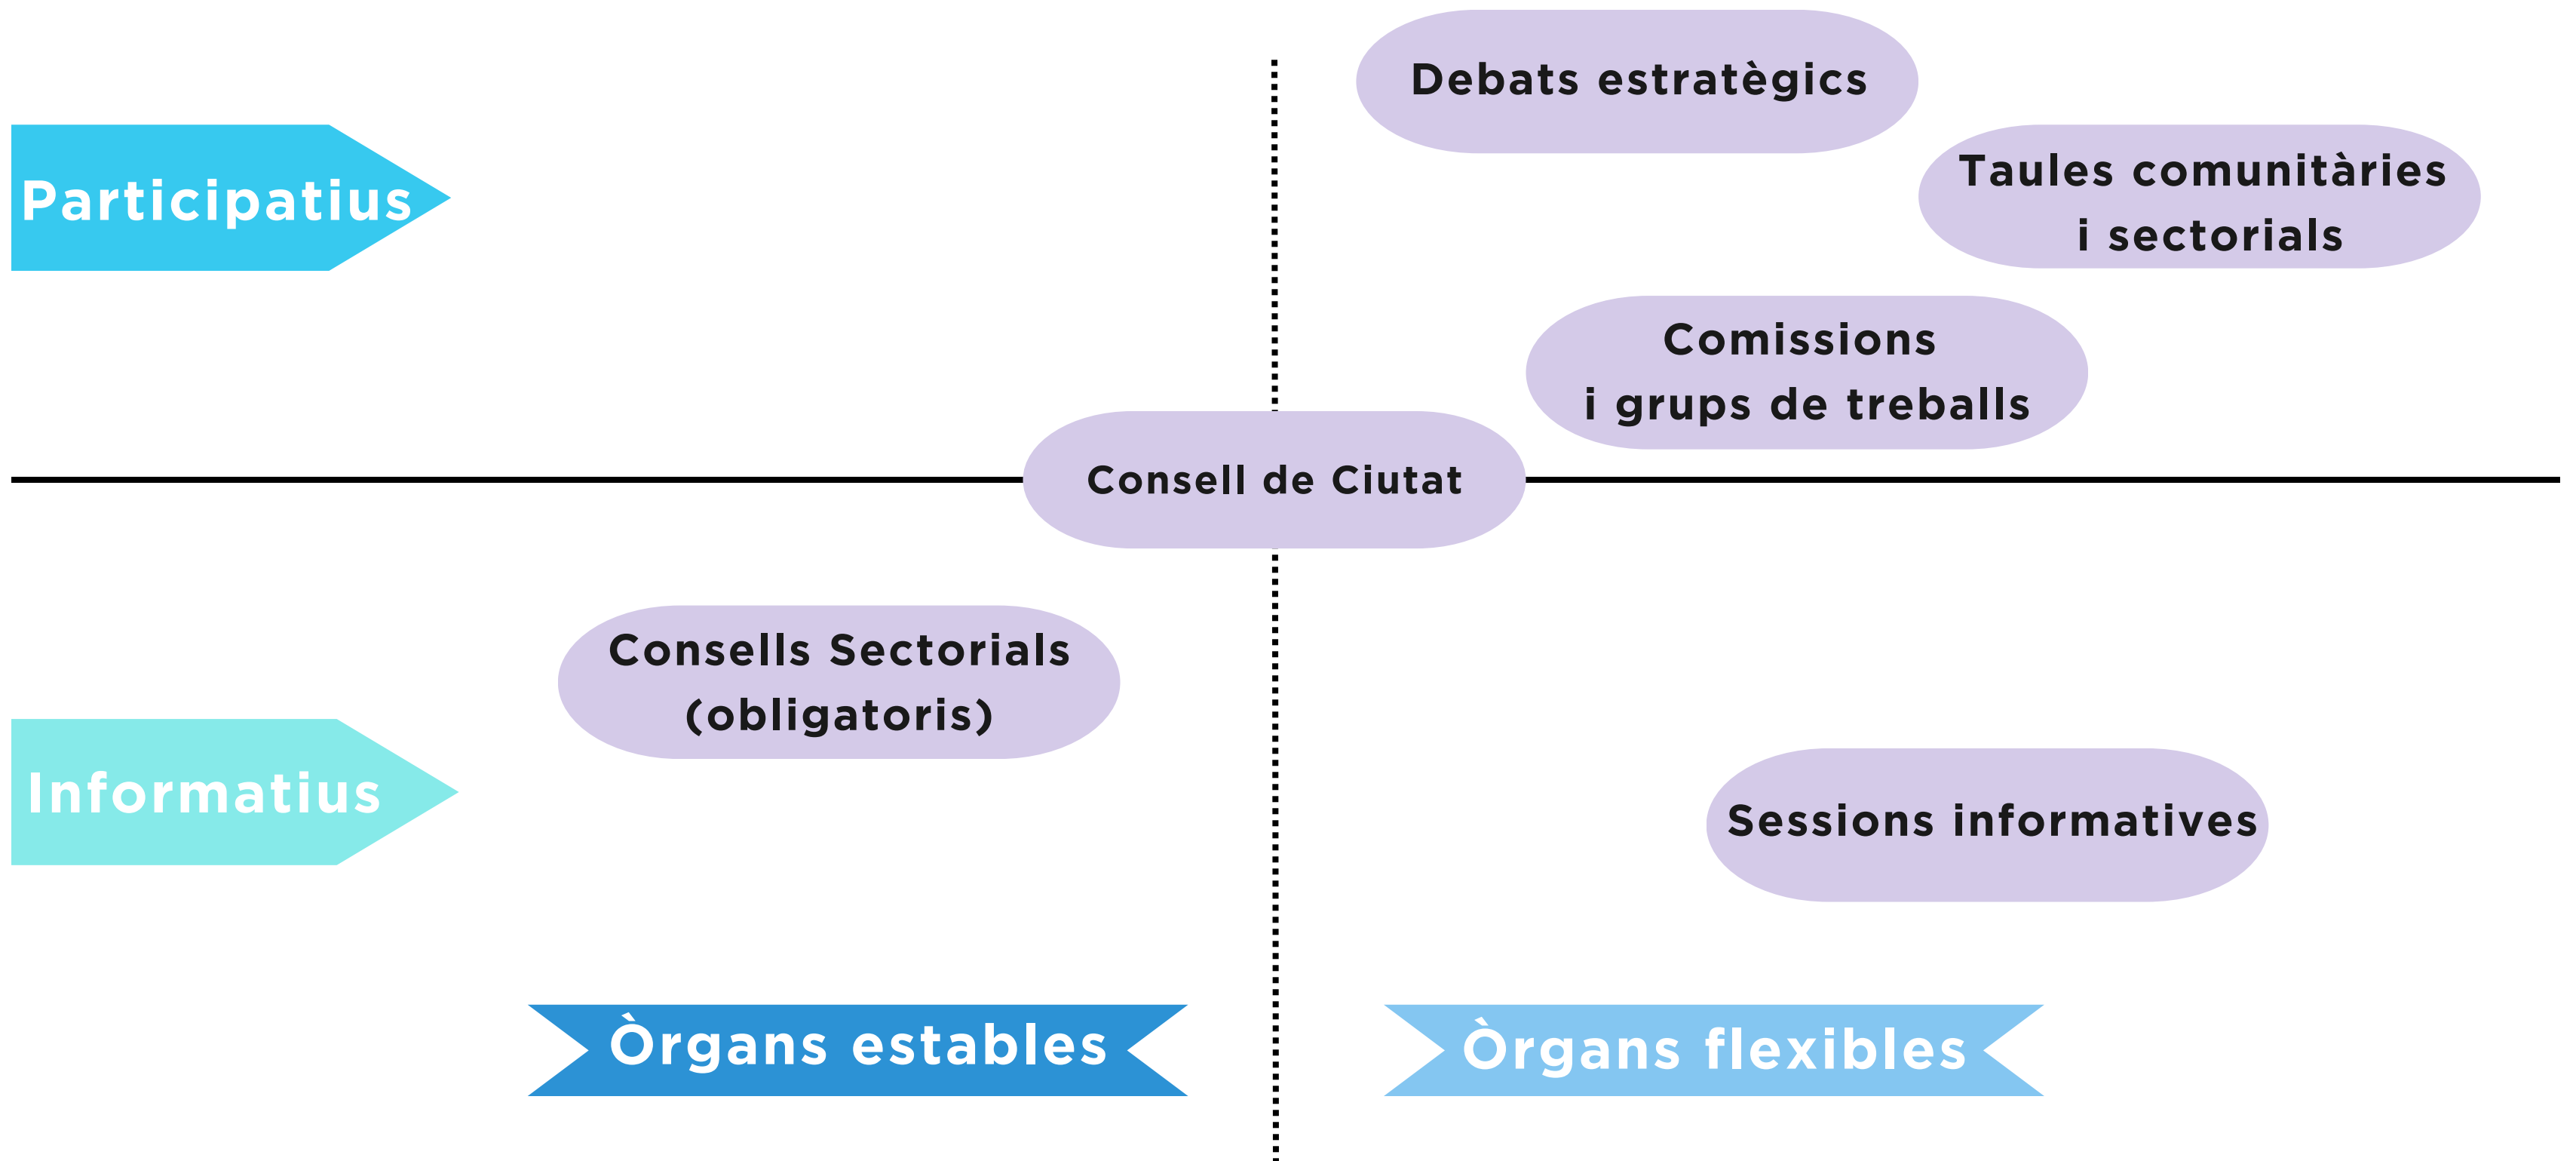 Debats estratègics
Participatius
Taules comunitàries
i sectorials
Comissions
i grups de treballs
Consell de Ciutat
Consells Sectorials
(obligatoris)
Informatius
Sessions informatives
Òrgans estables
Òrgans flexibles